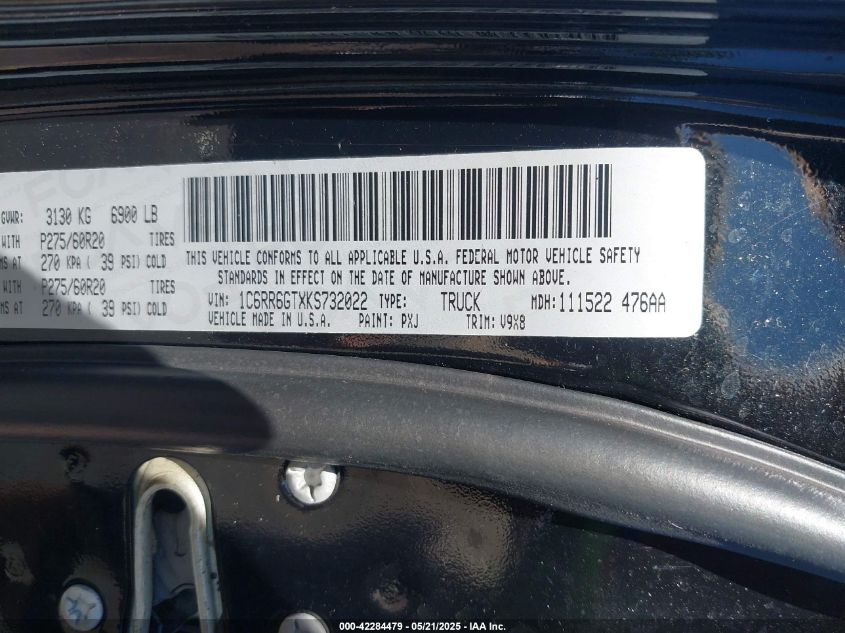 GVWR: 3130 KG 6900 LB
WITH P275/60R20 TIRES
MS AT 270 KPA ( 39 PSI) COLD
WITH P275/60R20 TIRES
MS AT 270 KPA ( 39 PSI) COLD
THIS VEHICLE CONFORMS TO ALL APPLICABLE U.S.A. FEDERAL MOTOR VEHICLE SAFETY
STANDARDS IN EFFECT ON THE DATE OF MANUFACTURE SHOWN ABOVE.
VIN: 1C6RR6GTXKS732022 TYPE: TRUCK MDH: 111522 476AA
VEHICLE MADE IN U.S.A. PAINT: PXJ TRIM: V9X8
000-42284479 - 05/21/2025 - IAA Inc.